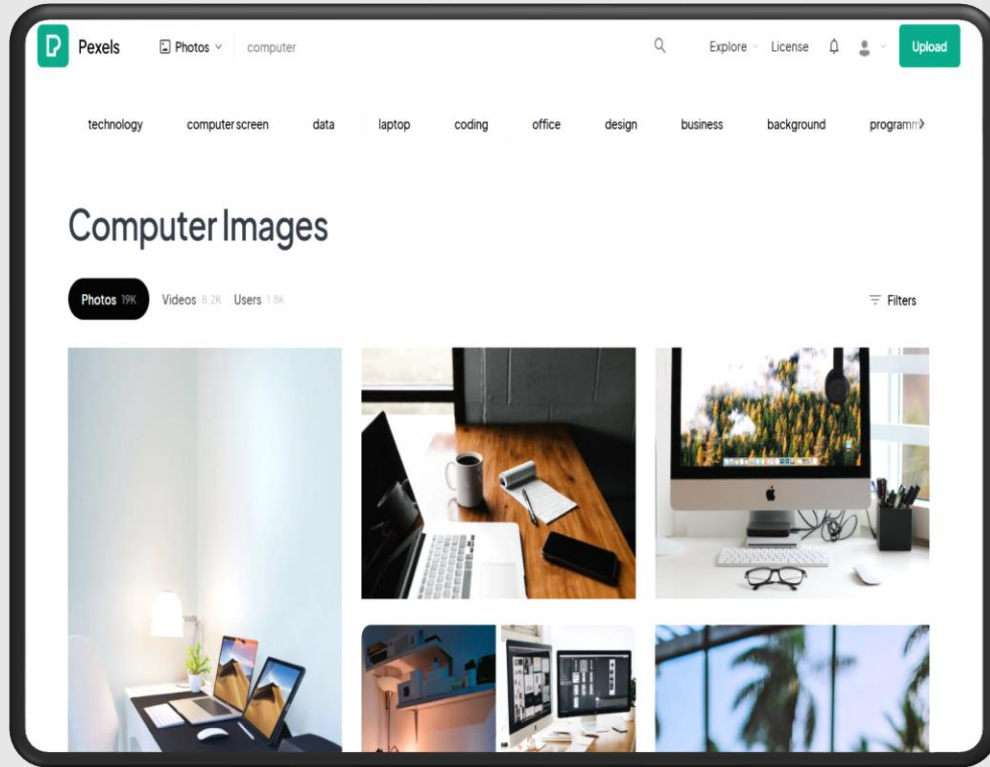 Pexels Photos computer Explore License Upload
technology computer screen data laptop coding office design business background programm
Computer Images
Photos 19K Videos 8.2K Users 1.8K Filters